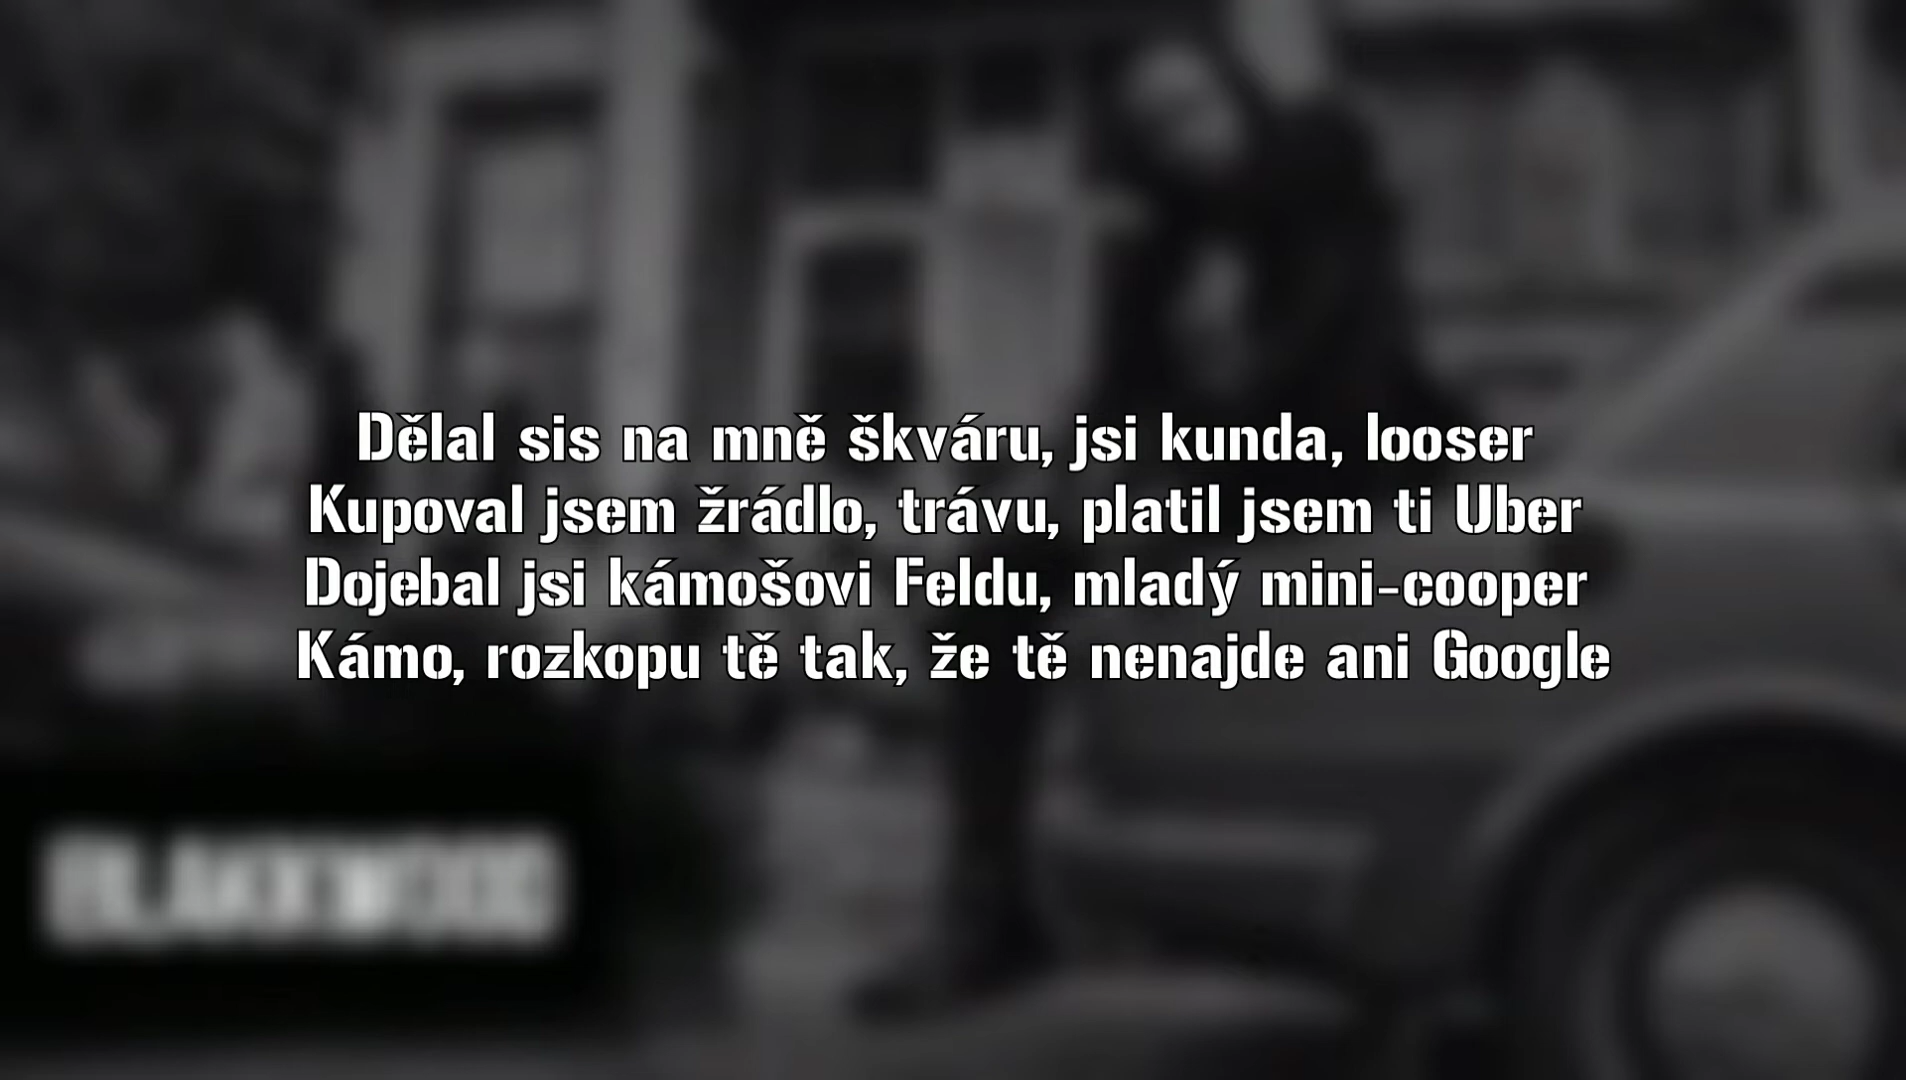 Dělal sis na mně škváru, jsi kunda, looser
Kupoval jsem žrádlo, trávu, platil jsem ti Uber
Dojebal jsi kámošovi Feldu, mladý mini-cooper
Kámo, rozkopu tě tak, že tě nenajde ani Google